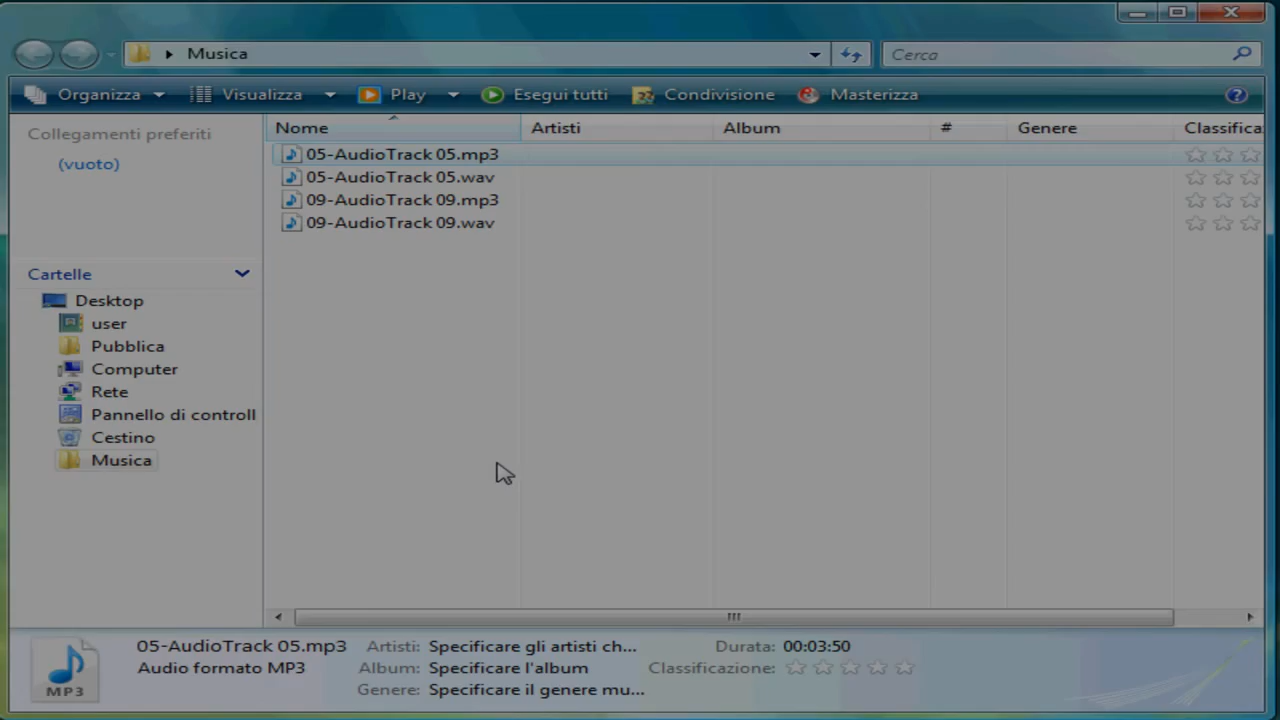 Musica
Cerca
Organizza Visualizza Play Esegui tutti Condivisione Masterizza
Collegamenti preferiti
(vuoto)
Cartelle
Desktop
user
Pubblica
Computer
Rete
Pannello di controll
Cestino
Musica
Nome Artisti Album # Genere Classifica
05-AudioTrack 05.mp3
05-AudioTrack 05.wav
09-AudioTrack 09.mp3
09-AudioTrack 09.wav
MP3
05-AudioTrack 05.mp3 Artisti: Specificare gli artisti ch... Durata: 00:03:50
Audio formato MP3 Album: Specificare l'album Classificazione:
Genere: Specificare il genere mu...